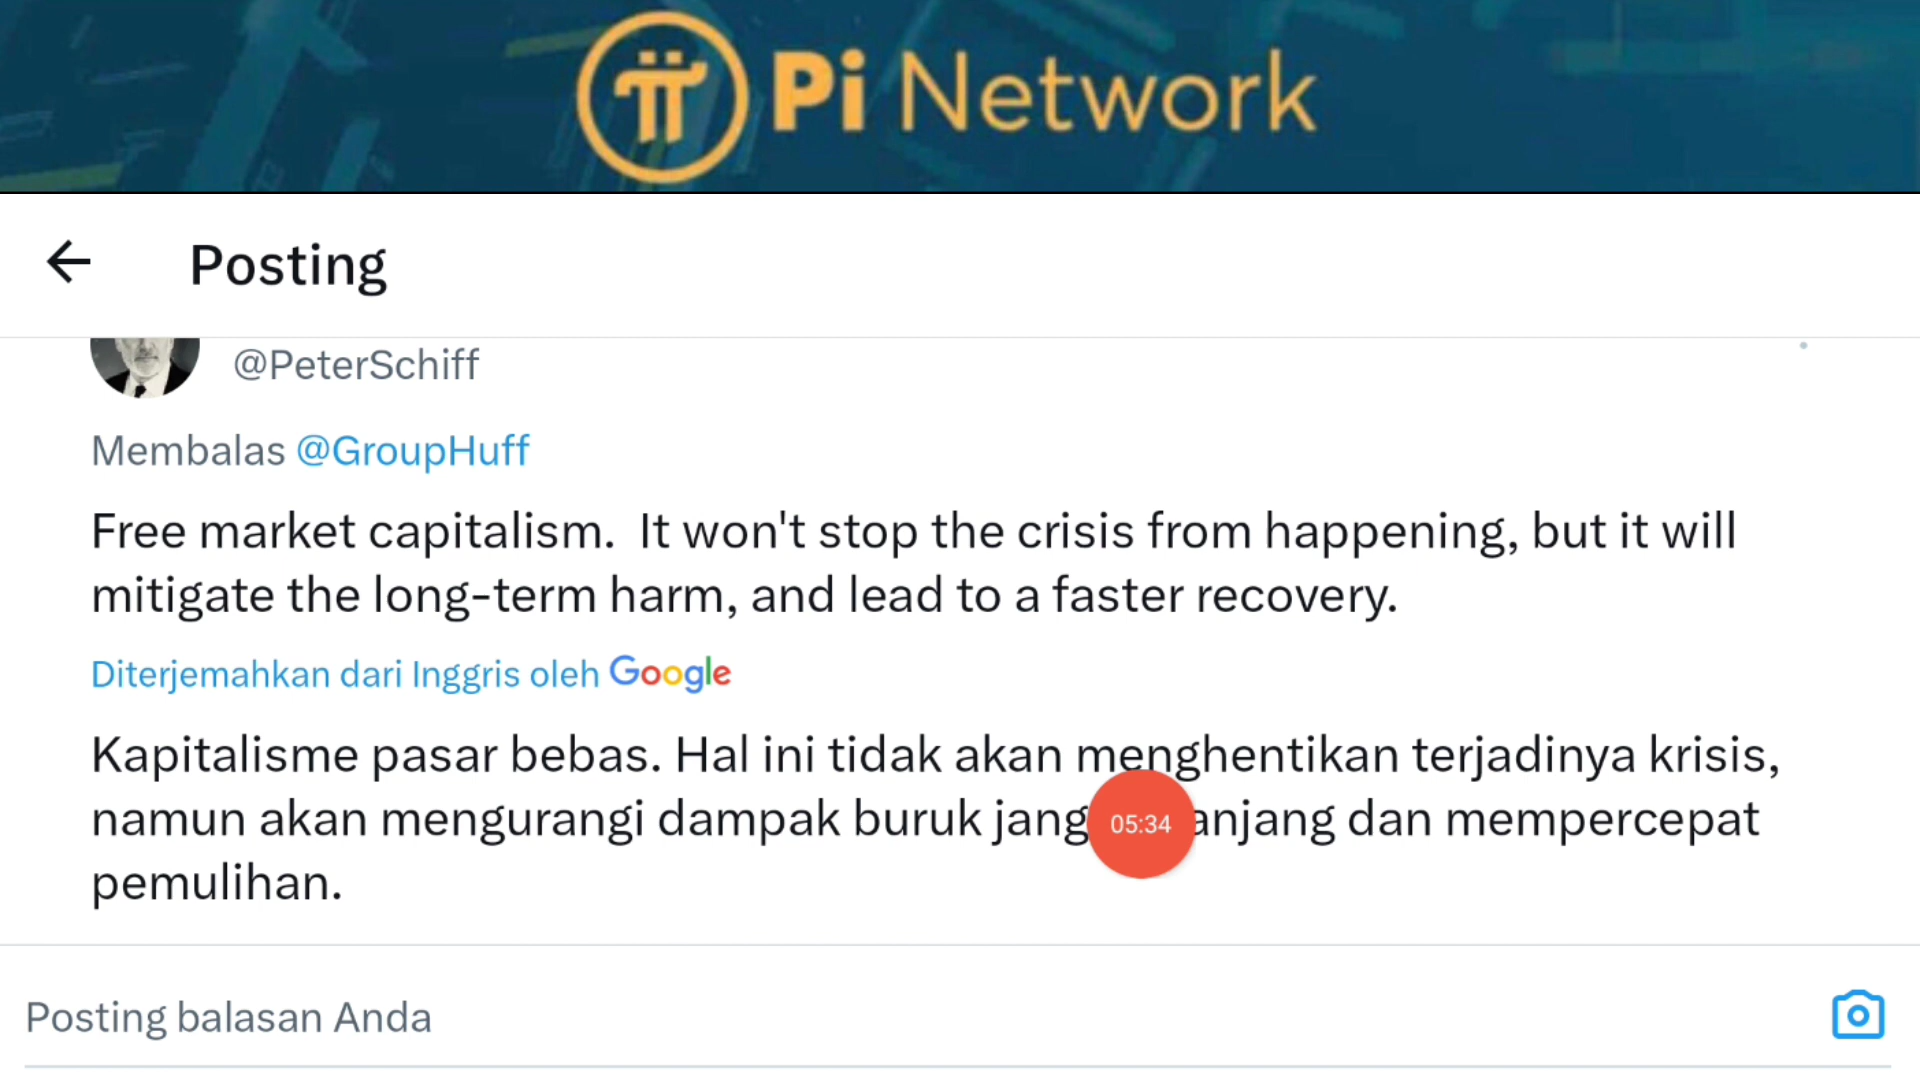 Pi Network
Posting
@PeterSchiff
Membalas @GroupHuff
Free market capitalism. It won't stop the crisis from happening, but it will
mitigate the long-term harm, and lead to a faster recovery.
Diterjemahkan dari Inggris oleh Google
Kapitalisme pasar bebas. Hal ini tidak akan menghentikan terjadinya krisis,
namun akan mengurangi dampak buruk jang 05:34 anjang dan mempercepat
pemulihan.
Posting balasan Anda